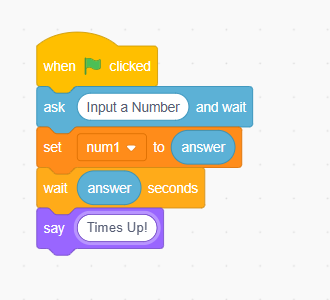 when clicked
ask Input a Number and wait
set num1 to answer
wait answer seconds
say Times Up!